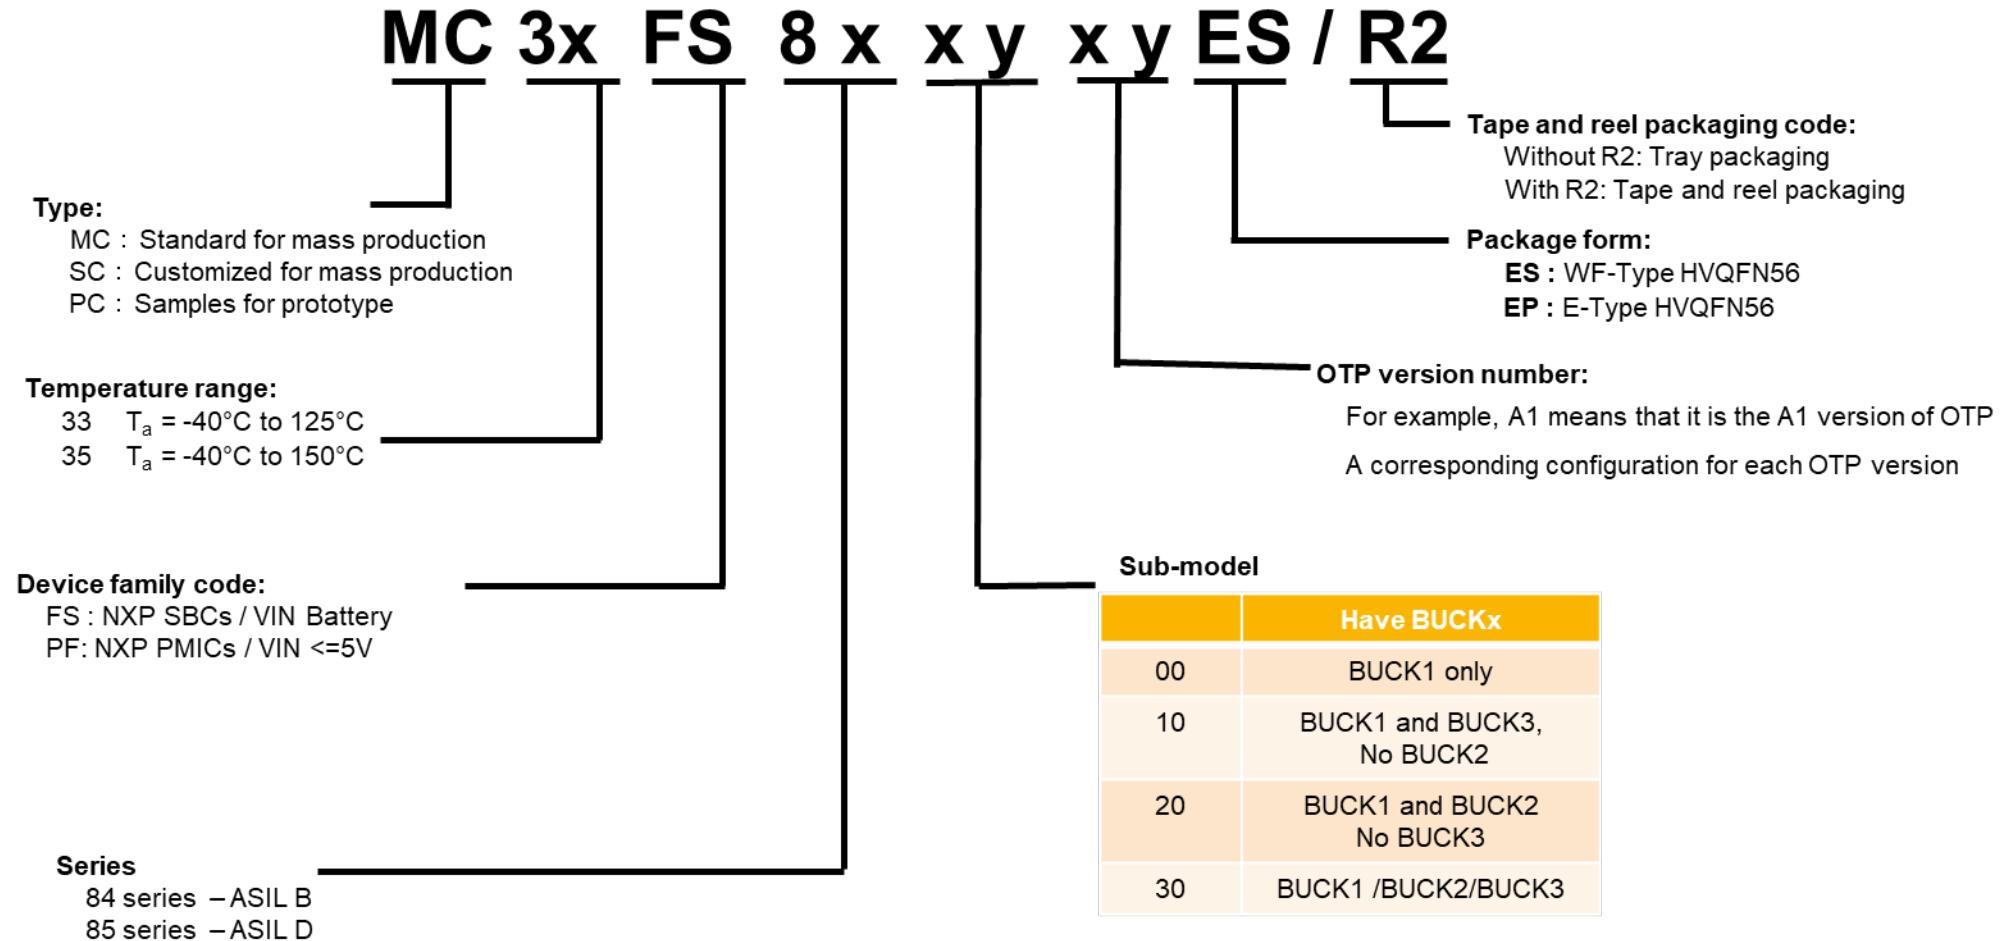 MC 3x FS 8 x x y x y ES / R2
Type:
MC : Standard for mass production
SC : Customized for mass production
PC : Samples for prototype
Temperature range:
33 Ta = -40°C to 125°C
35 Ta = -40°C to 150°C
Device family code:
FS : NXP SBCs / VIN Battery
PF: NXP PMICs / VIN <=5V
Series
84 series – ASIL B
85 series – ASIL D
Tape and reel packaging code:
Without R2: Tray packaging
With R2: Tape and reel packaging
Package form:
ES : WF-Type HVQFN56
EP : E-Type HVQFN56
OTP version number:
For example, A1 means that it is the A1 version of OTP
A corresponding configuration for each OTP version
Sub-model
Have BUCKx
00 BUCK1 only
10 BUCK1 and BUCK3,
No BUCK2
20 BUCK1 and BUCK2
No BUCK3
30 BUCK1 /BUCK2/BUCK3